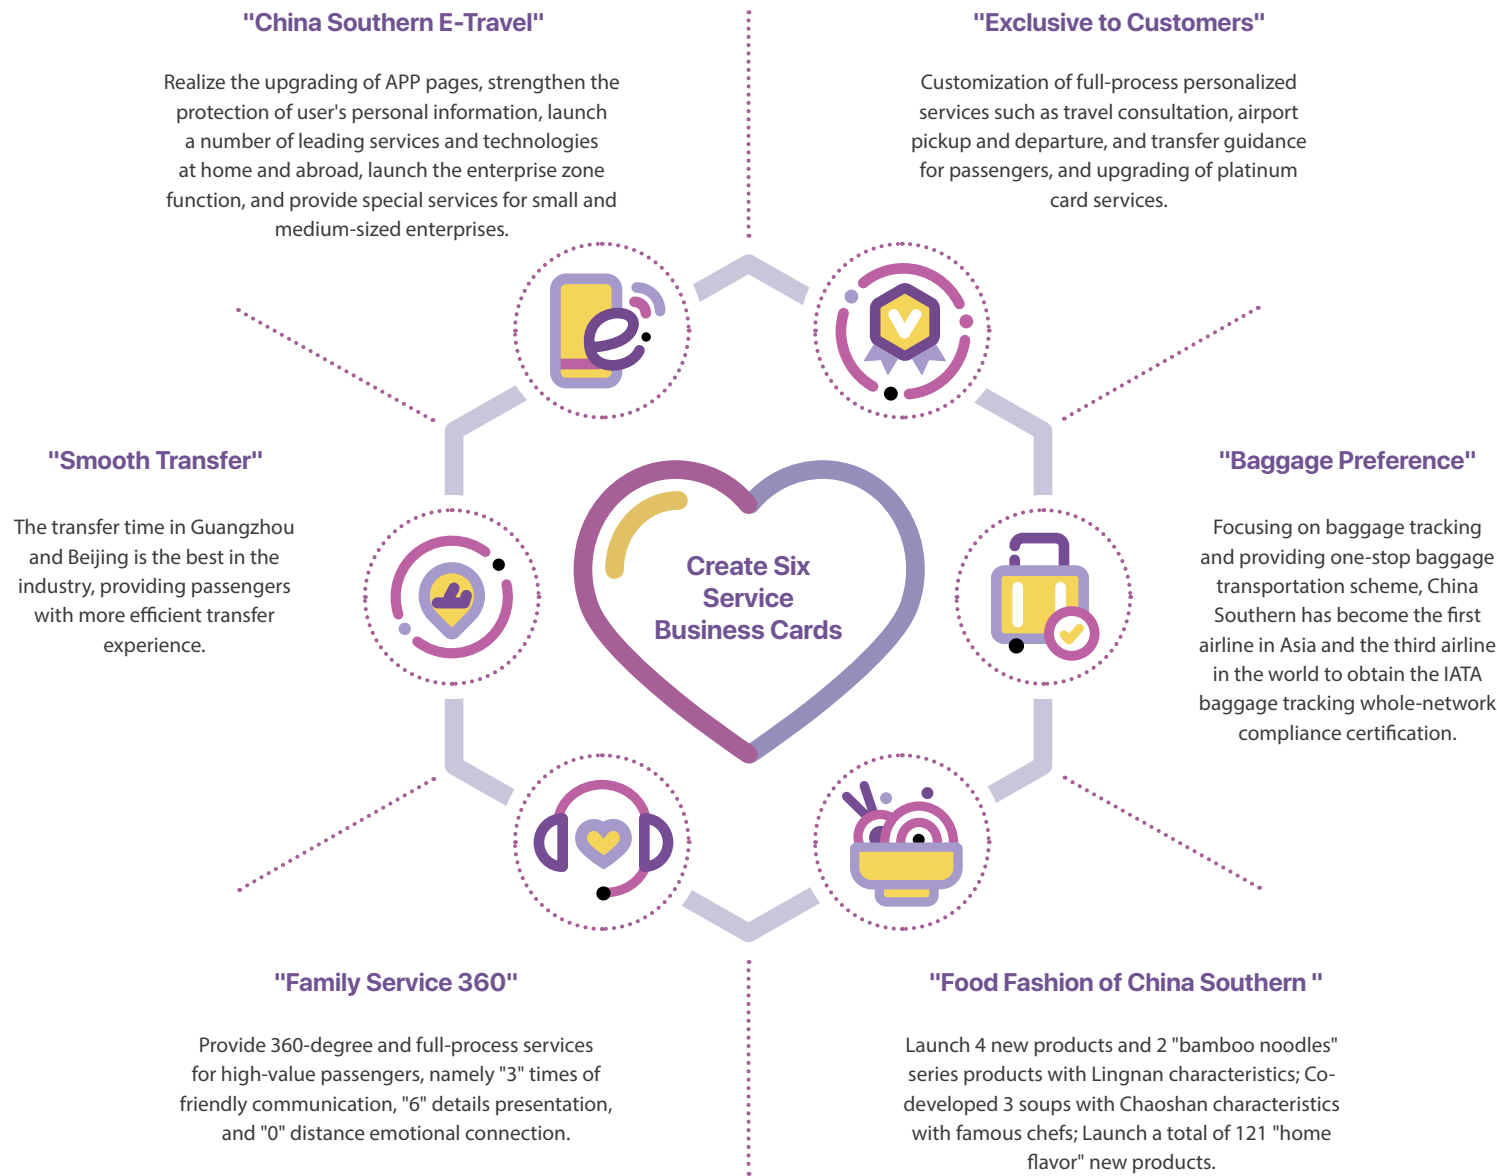 "China Southern E-Travel"
Realize the upgrading of APP pages, strengthen the
protection of user's personal information, launch
a number of leading services and technologies
at home and abroad, launch the enterprise zone
function, and provide special services for small and
medium-sized enterprises.
"Exclusive to Customers"
Customization of full-process personalized
services such as travel consultation, airport
pickup and departure, and transfer guidance
for passengers, and upgrading of platinum
card services.
"Smooth Transfer"
The transfer time in Guangzhou
and Beijing is the best in the
industry, providing passengers
with more efficient transfer
experience.
Create Six
Service
Business Cards
"Baggage Preference"
Focusing on baggage tracking
and providing one-stop baggage
transportation scheme, China
Southern has become the first
airline in Asia and the third airline
in the world to obtain the IATA
baggage tracking whole-network
compliance certification.
"Family Service 360"
Provide 360-degree and full-process services
for high-value passengers, namely "3" times of
friendly communication, "6" details presentation,
and "0" distance emotional connection.
"Food Fashion of China Southern "
Launch 4 new products and 2 "bamboo noodles"
series products with Lingnan characteristics; Co-
developed 3 soups with Chaoshan characteristics
with famous chefs; Launch a total of 121 "home
flavor" new products.